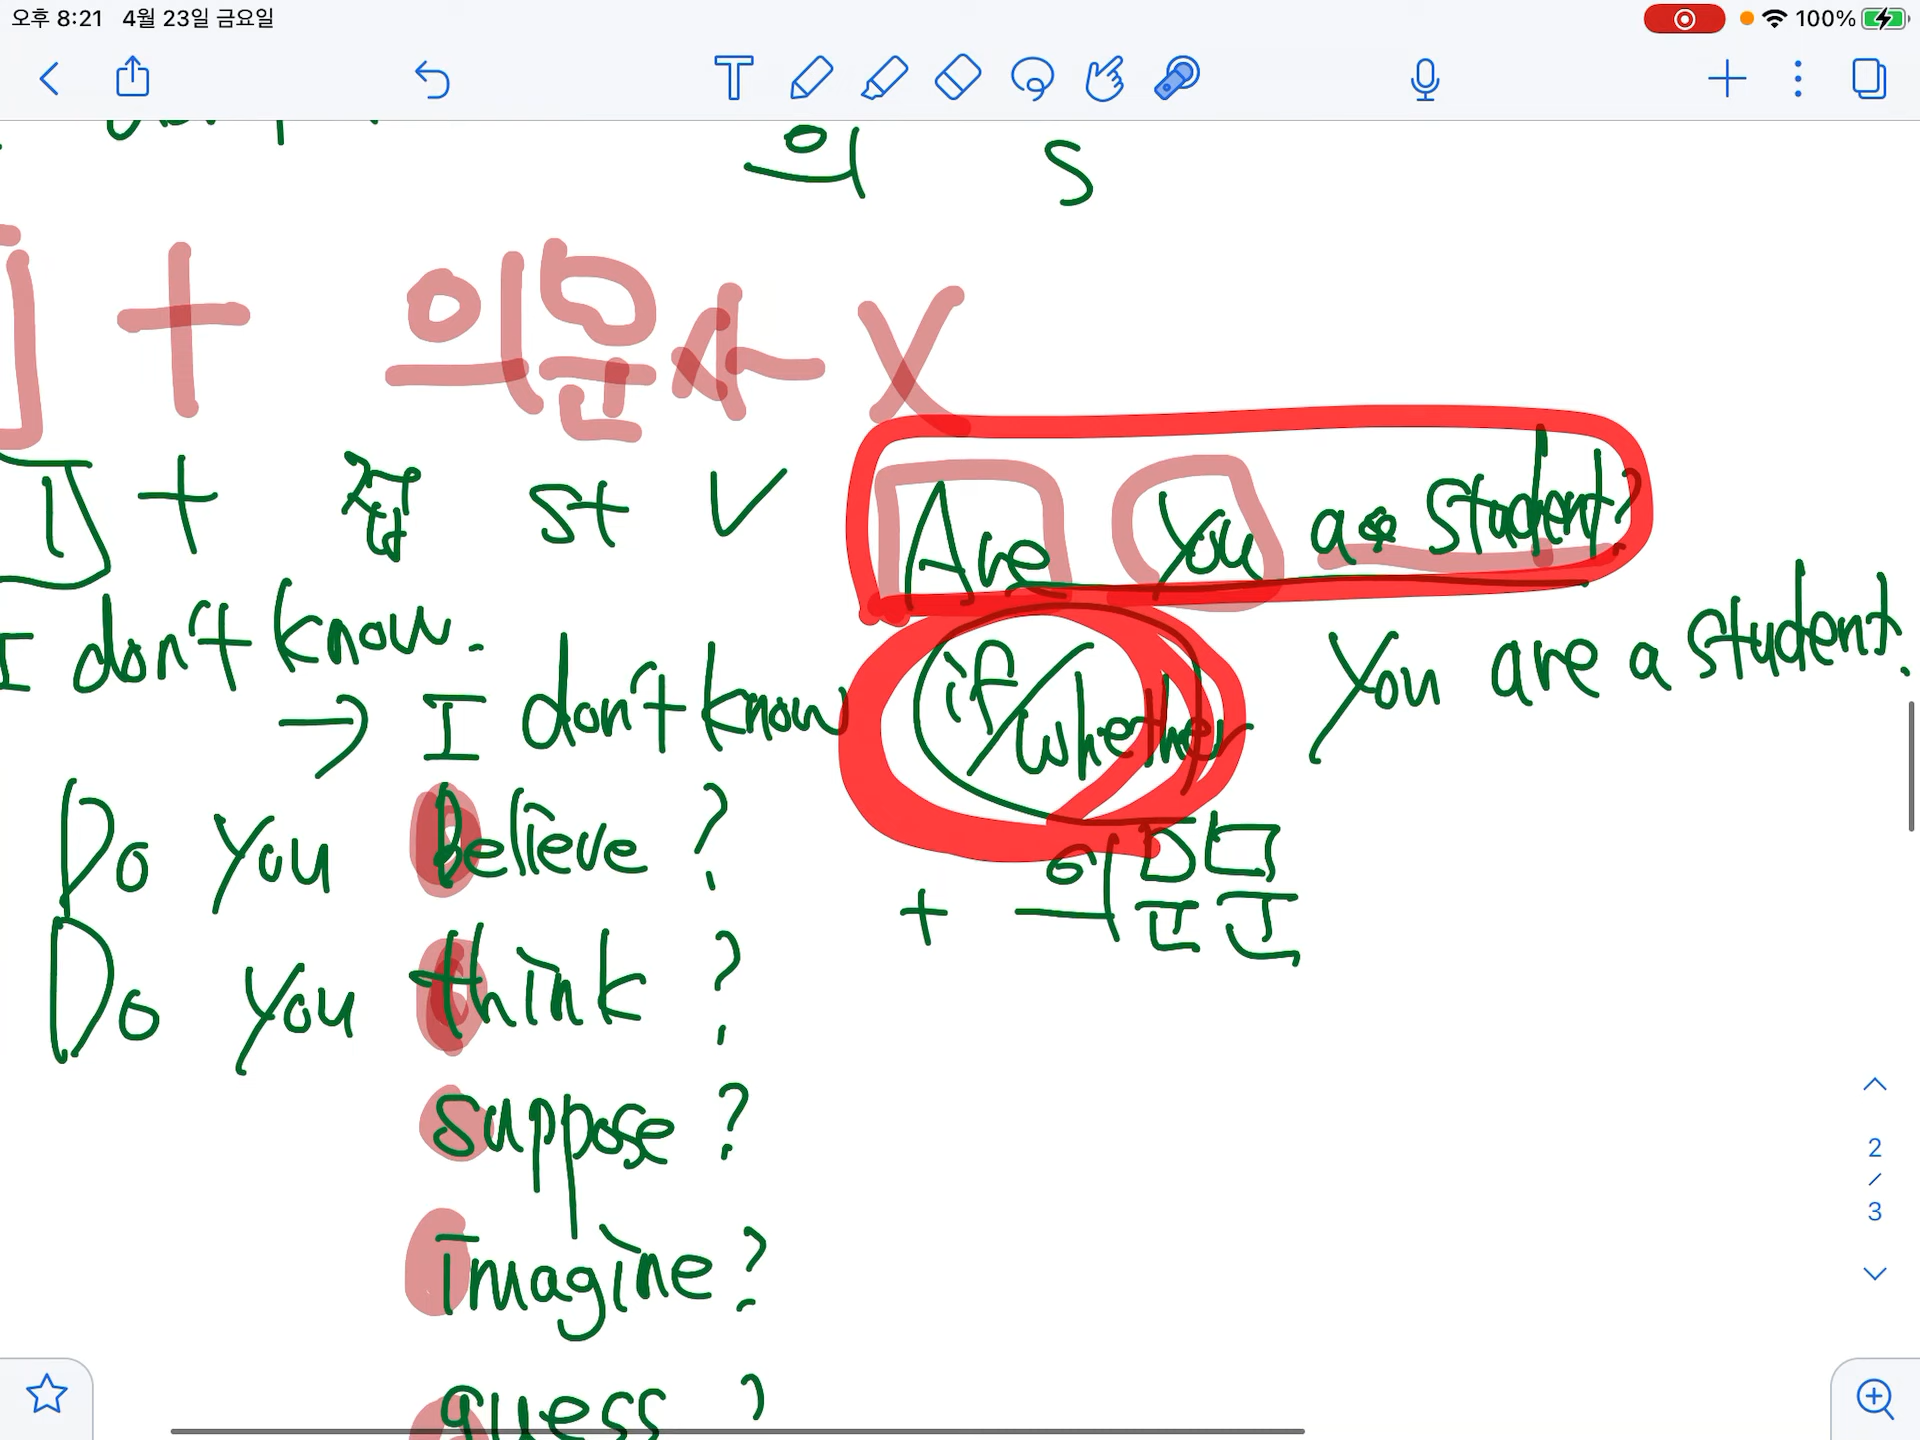 오후 8:21 4월 23일 금요일 100%
의 S
+ 의문사 X
+ 접 st V Are you a student?
I don't know.
→ I don't know if/whether You are a student.
Do you Believe?
+ 의문문
Do you think?
suppose?
imagine?
guess?
2
/
3